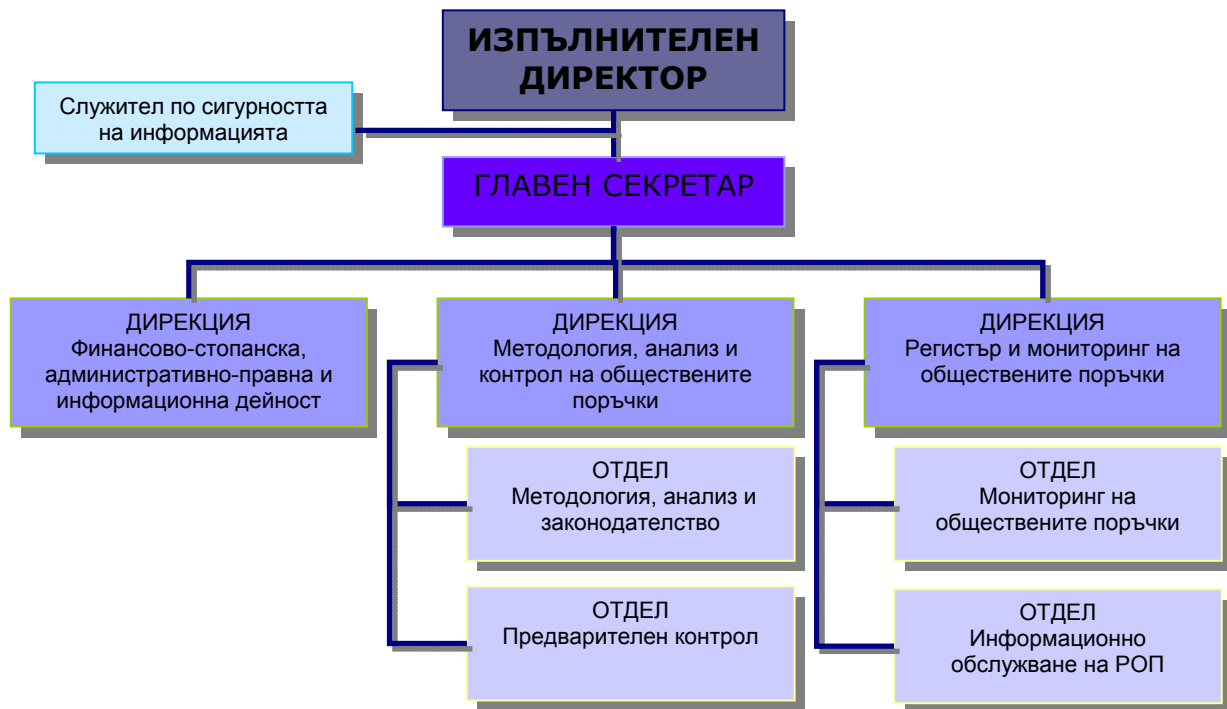 ИЗПЪЛНИТЕЛЕН
ДИРЕКТОР
Служител по сигурността
на информацията
ГЛАВЕН СЕКРЕТАР
ДИРЕКЦИЯ
Финансово-стопанска,
административно-правна и
информационна дейност
ДИРЕКЦИЯ
Методология, анализ и
контрол на обществените
поръчки
ДИРЕКЦИЯ
Регистър и мониторинг на
обществените поръчки
ОТДЕЛ
Методология, анализ и
законодателство
ОТДЕЛ
Мониторинг на
обществените поръчки
ОТДЕЛ
Предварителен контрол
ОТДЕЛ
Информационно
обслужване на РОП